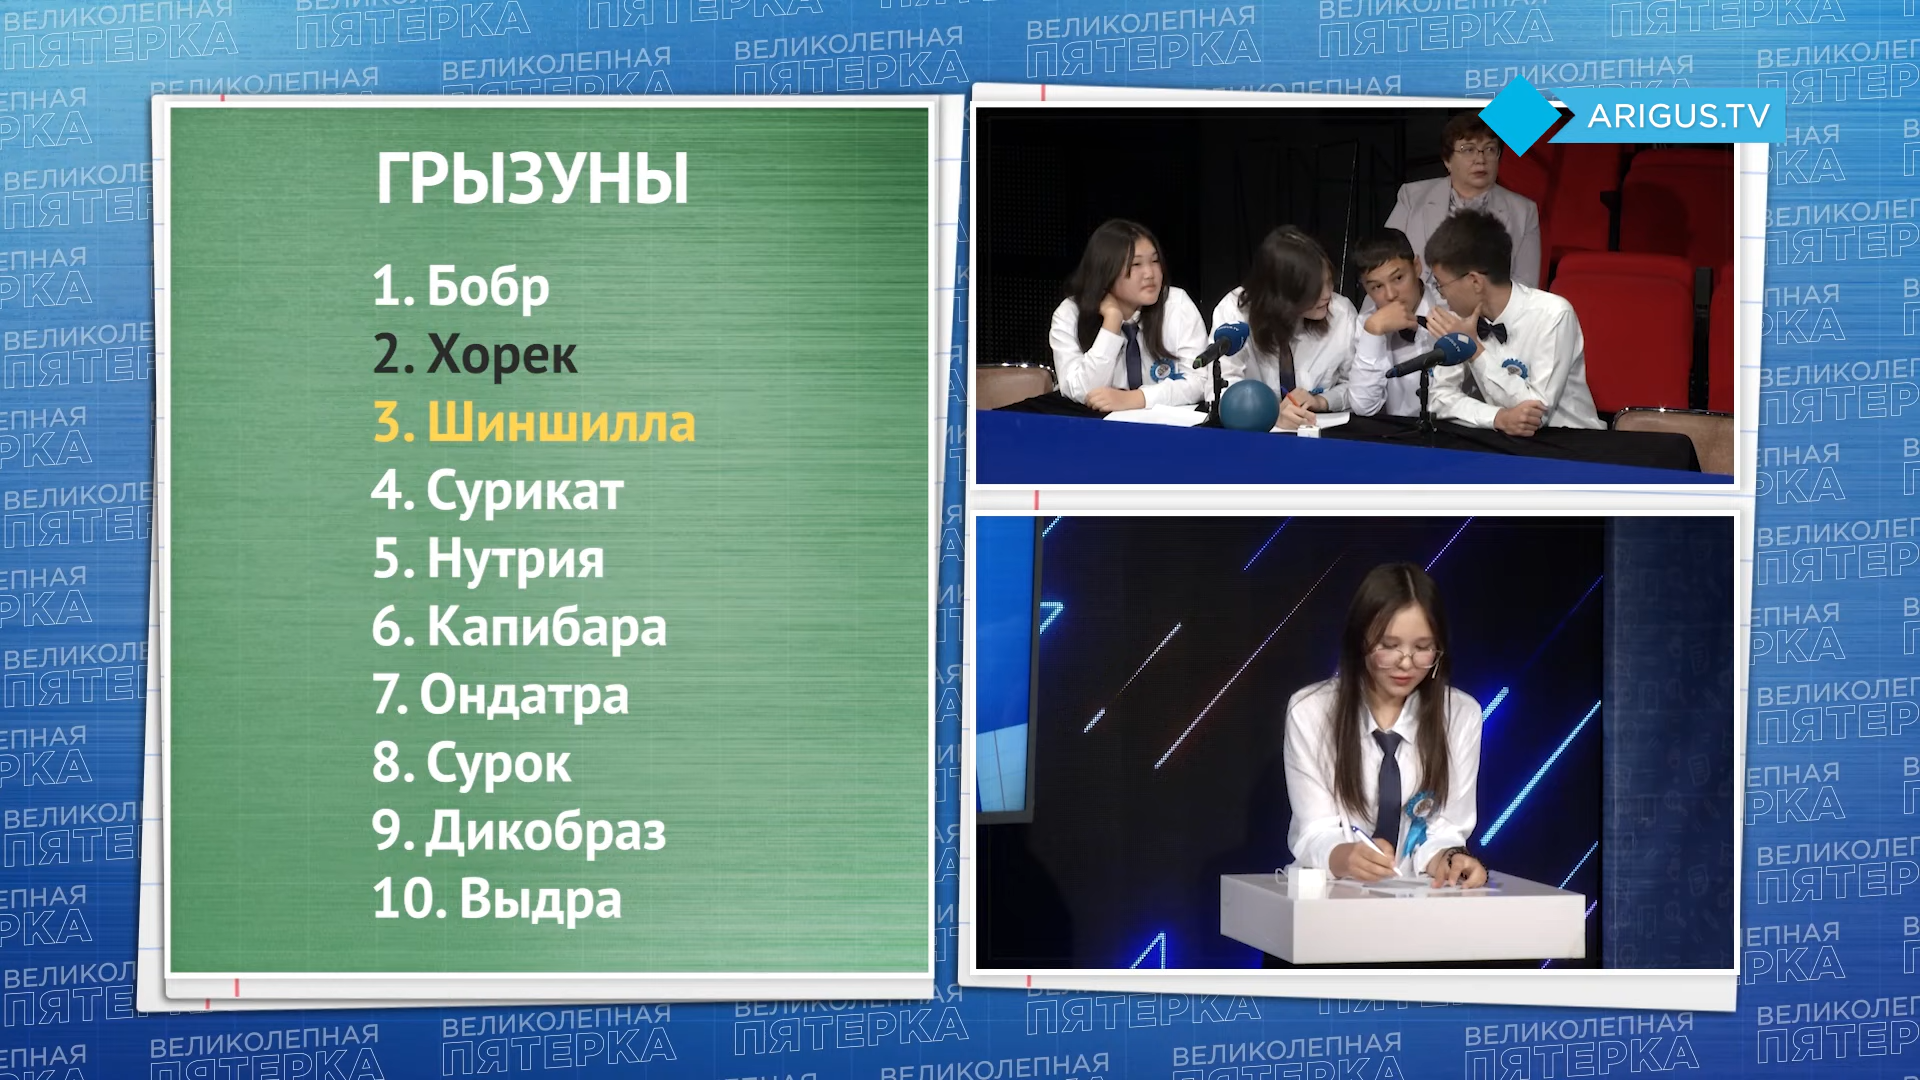 ВЕЛИКОЛЕПНАЯ
ПЯТЕРКА
ARIGUS.TV
ГРЫЗУНЫ
1. Бобр
2. Хорек
3. Шиншилла
4. Сурикат
5. Нутрия
6. Капибара
7. Ондатра
8. Сурок
9. Дикобраз
10. Выдра